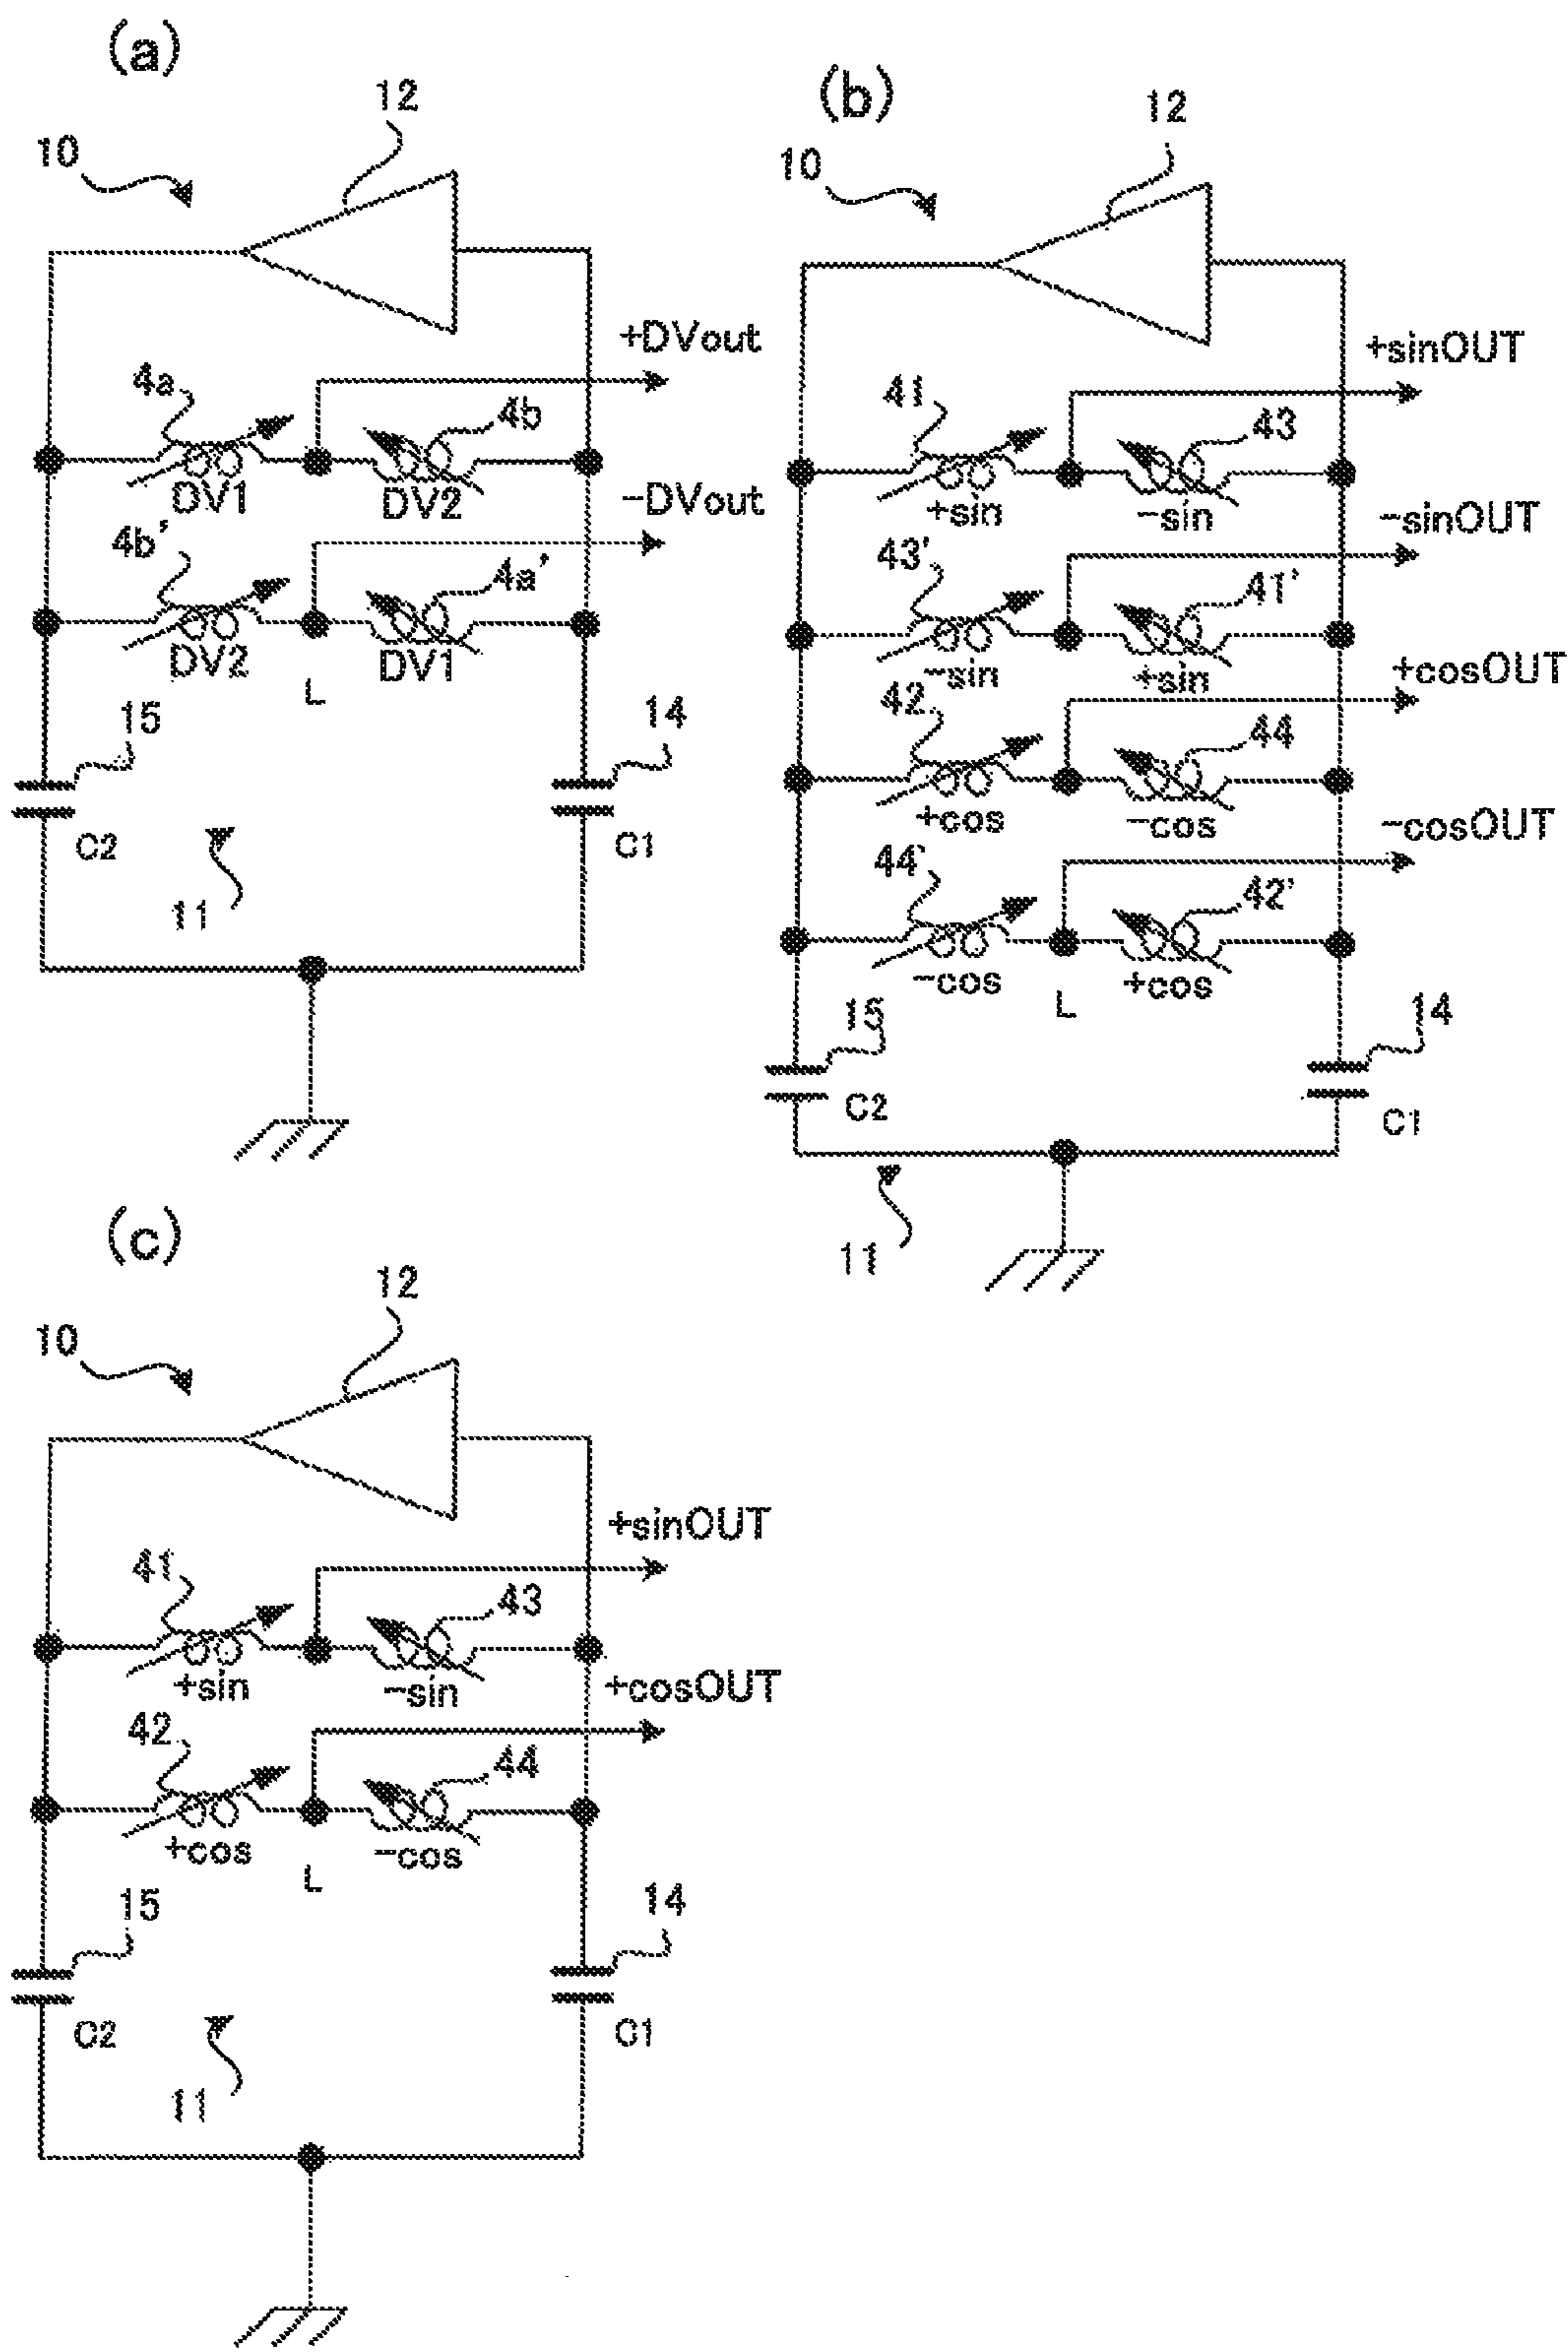 (a)
12
10
+DVout
4a
4b
DV1
DV2
-DVout
4b'
4a'
DV2
DV1
L
15
14
C2
C1
11
(b)
12
10
+sinOUT
41
43
+sin
-sin
-sinOUT
43'
41'
-sin
+sin
+cosOUT
42
44
+cos
-cos
-cosOUT
44'
42'
-cos
+cos
L
15
14
C2
C1
11
(c)
12
10
+sinOUT
41
43
+sin
-sin
+cosOUT
42
44
+cos
-cos
L
15
14
C2
C1
11